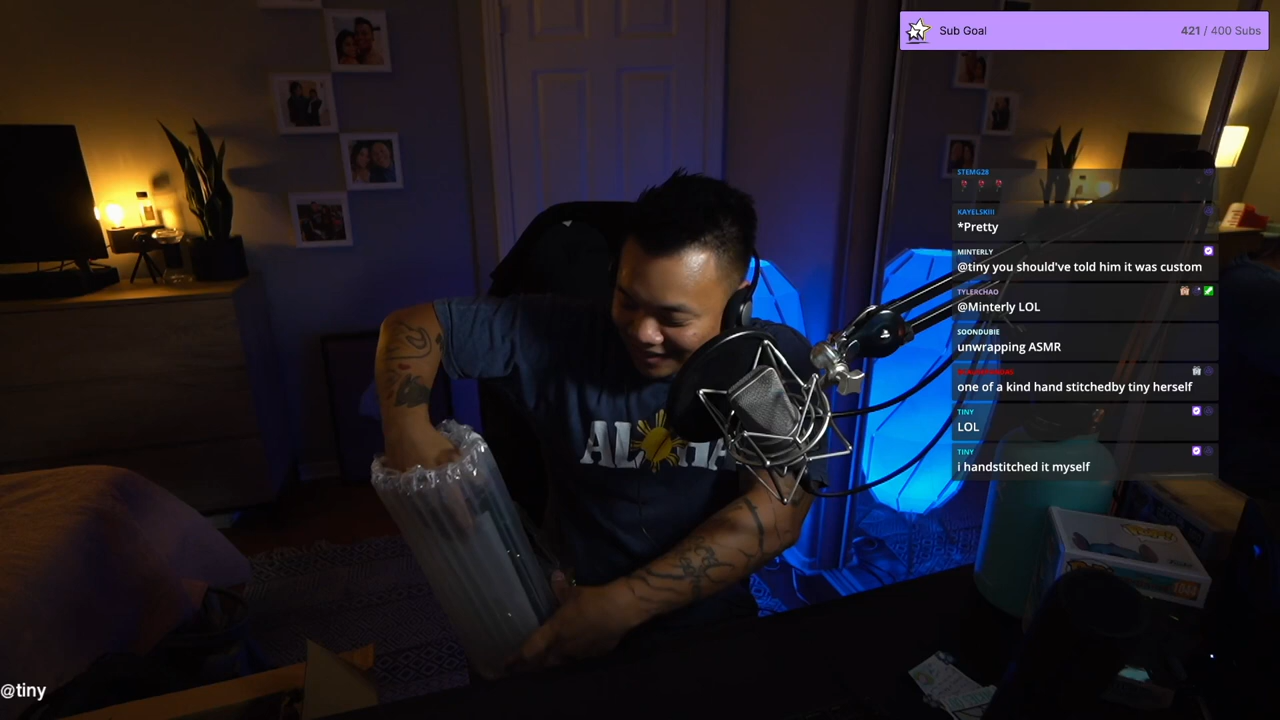 Sub Goal
421 / 400 Subs
STEMG28
KAYELSKIII
*Pretty
MINTERLY
@tiny you should've told him it was custom
TYLERCHAO
@Minterly LOL
SOONDUBIE
unwrapping ASMR
one of a kind hand stitchedby tiny herself
TINY
LOL
TINY
i handstitched it myself
ALOHA
@tiny